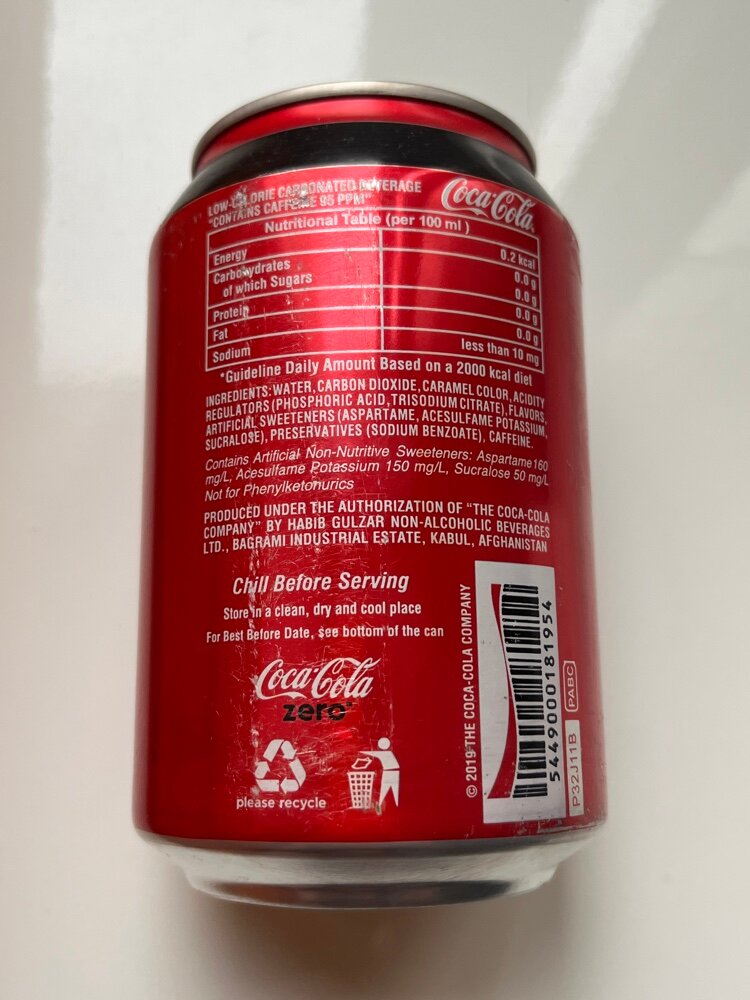 LOW-CALORIE CARBONATED BEVERAGE
"CONTAINS CAFFEINE 95 PPM"
Coca-Cola
Nutritional Table (per 100 ml )
Energy 0.2 kcal
Carbohydrates 0.0 g
of which Sugars 0.0 g
Protein 0.0 g
Fat 0.0 g
Sodium less than 10 mg
*Guideline Daily Amount Based on a 2000 kcal diet
INGREDIENTS: WATER, CARBON DIOXIDE, CARAMEL COLOR, ACIDITY
REGULATORS (PHOSPHORIC ACID, TRISODIUM CITRATE), FLAVORS,
ARTIFICIAL SWEETENERS (ASPARTAME, ACESULFAME POTASSIUM,
SUCRALOSE), PRESERVATIVES (SODIUM BENZOATE), CAFFEINE.
Contains Artificial Non-Nutritive Sweeteners: Aspartame 160
mg/L, Acesulfame Potassium 150 mg/L, Sucralose 50 mg/L
Not for Phenylketonurics
PRODUCED UNDER THE AUTHORIZATION OF "THE COCA-COLA
COMPANY" BY HABIB GULZAR NON-ALCOHOLIC BEVERAGES
LTD., BAGRAMI INDUSTRIAL ESTATE, KABUL, AFGHANISTAN
Chill Before Serving
Store in a clean, dry and cool place
For Best Before Date, see bottom of the can
Coca-Cola
zero™
please recycle
© 2019 THE COCA-COLA COMPANY
5449000181954
PABC
P32J11B